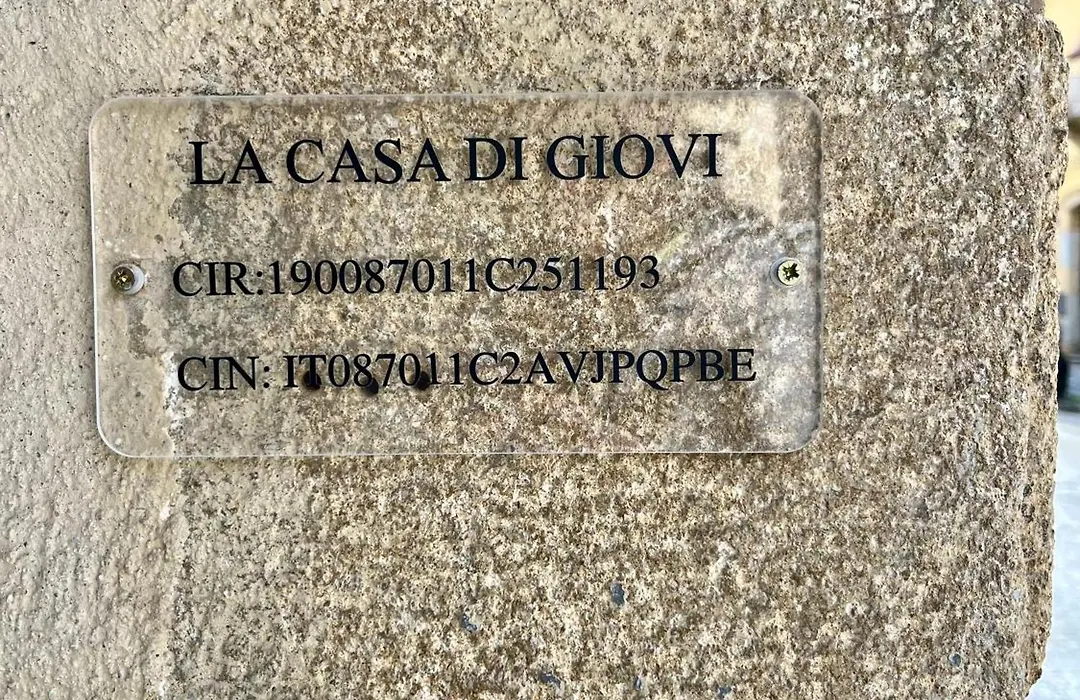 LA CASA DI GIOVI
CIR:190087011C251193
CIN: IT087011C2AVJPQPBE